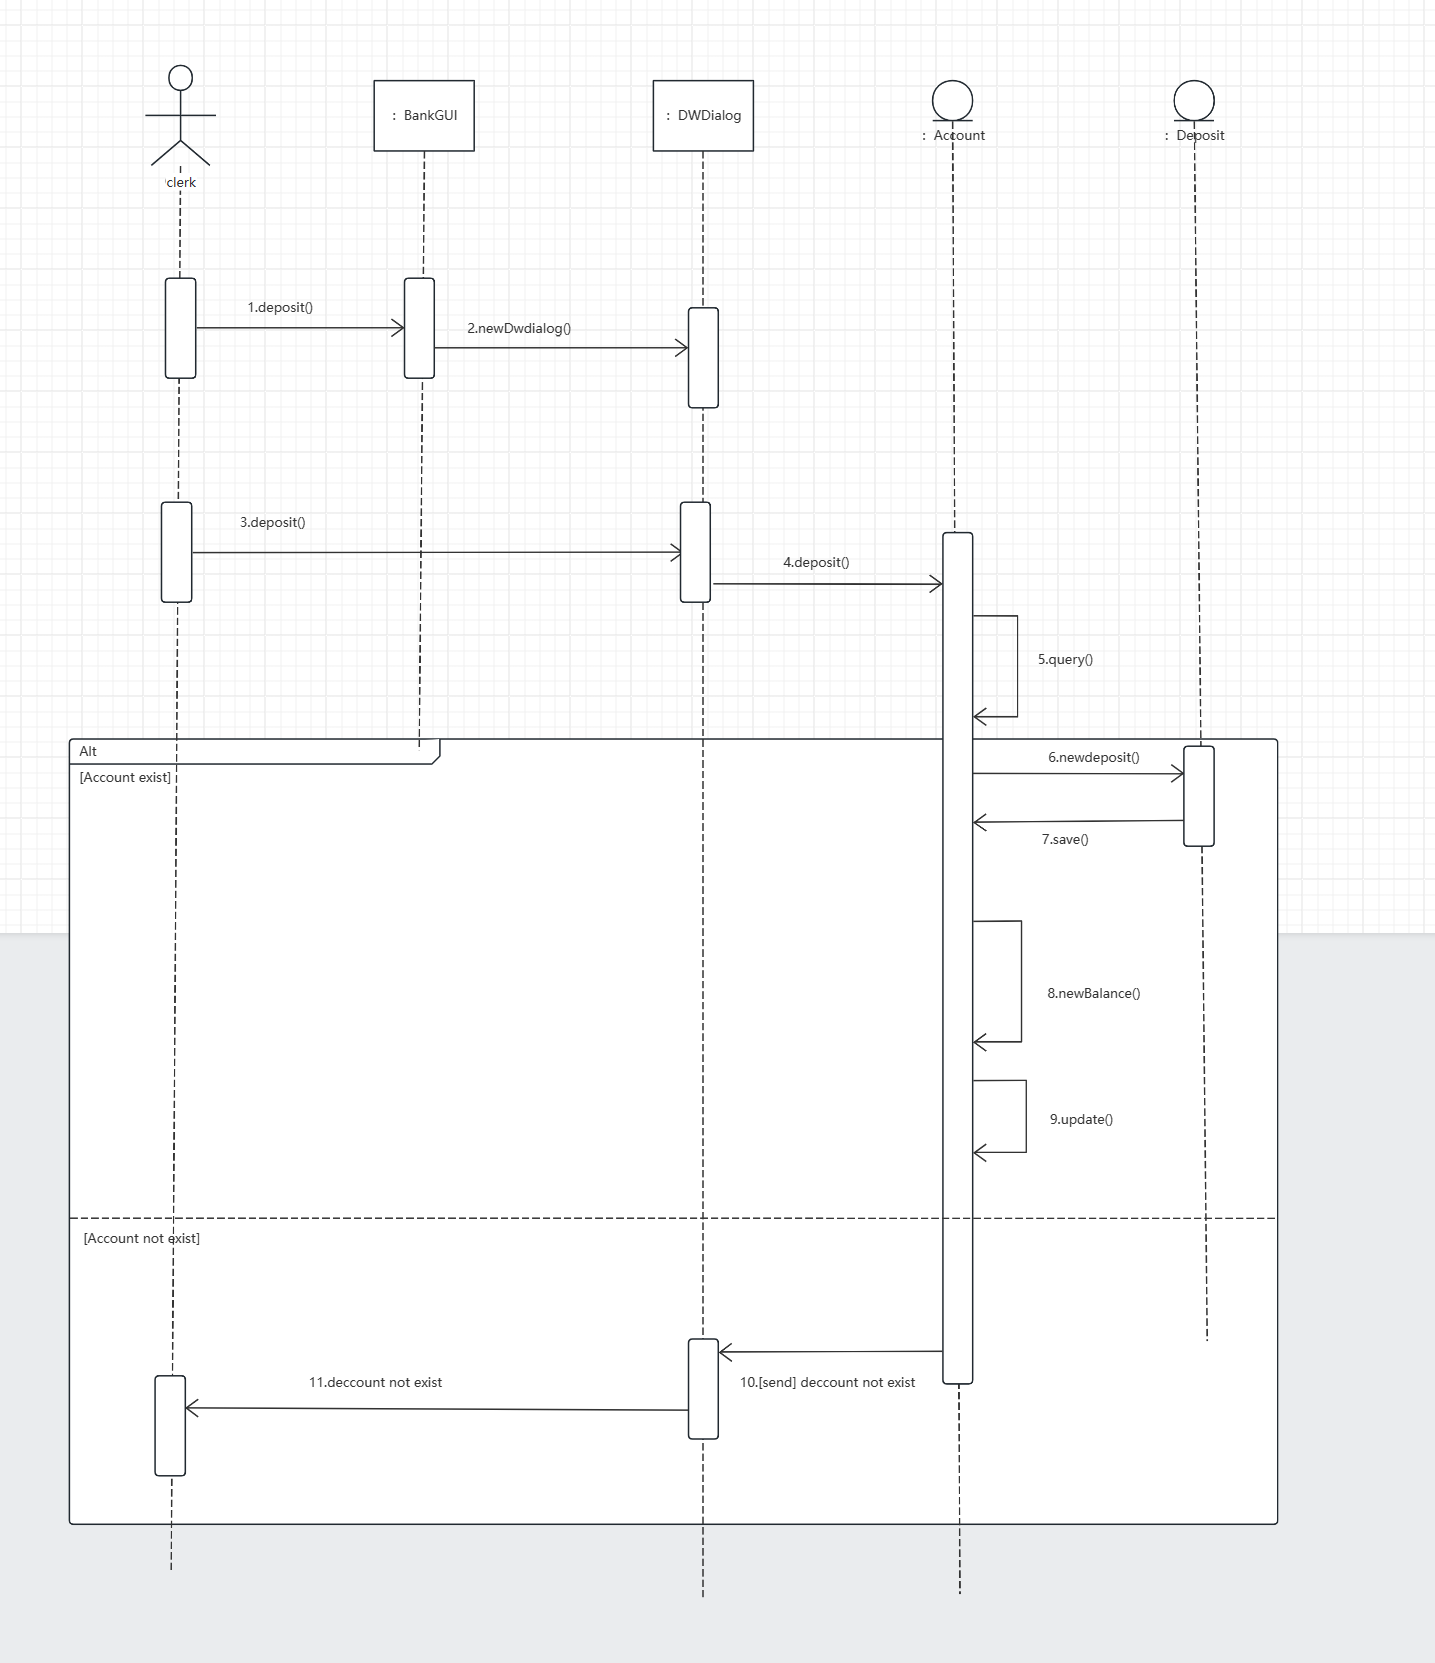 : BankGUI
: DWDialog
: Account
: Deposit
clerk
1.deposit()
2.newDwdialog()
3.deposit()
4.deposit()
5.query()
Alt
[Account exist]
6.newdeposit()
7.save()
8.newBalance()
9.update()
[Account not exist]
11.deccount not exist
10.[send] deccount not exist